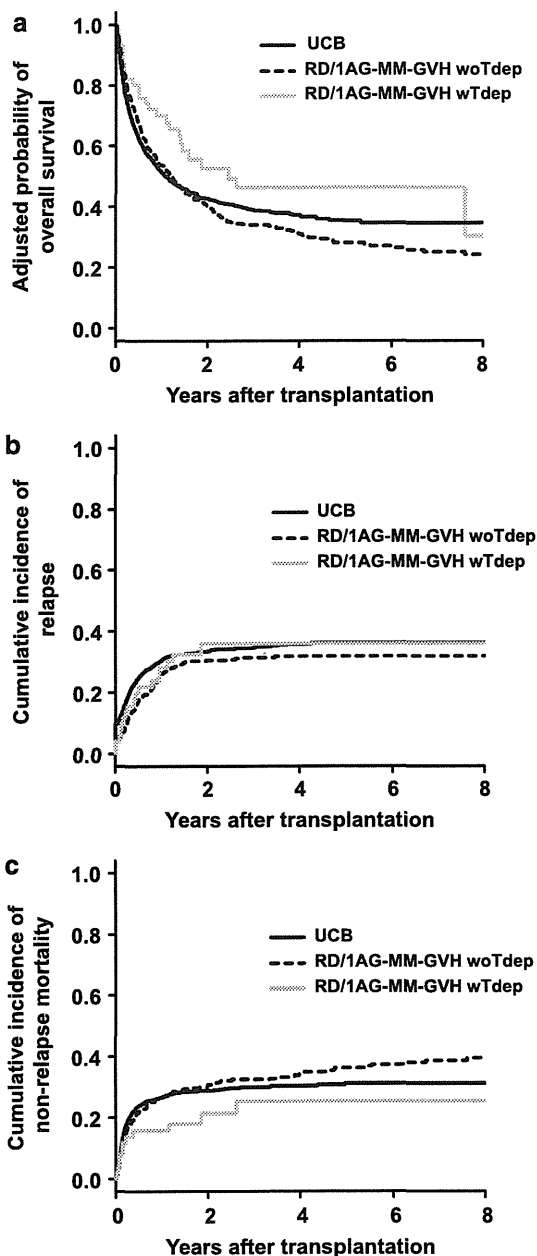 a
Adjusted probability of
overall survival
1.0
0.8
0.6
0.4
0.2
0.0
UCB
RD/1AG-MM-GVH woTdep
RD/1AG-MM-GVH wTdep
0 2 4 6 8
Years after transplantation
b
Cumulative incidence of
relapse
1.0
0.8
0.6
0.4
0.2
0.0
UCB
RD/1AG-MM-GVH woTdep
RD/1AG-MM-GVH wTdep
0 2 4 6 8
Years after transplantation
c
Cumulative incidence of
non-relapse mortality
1.0
0.8
0.6
0.4
0.2
0.0
UCB
RD/1AG-MM-GVH woTdep
RD/1AG-MM-GVH wTdep
0 2 4 6 8
Years after transplantation